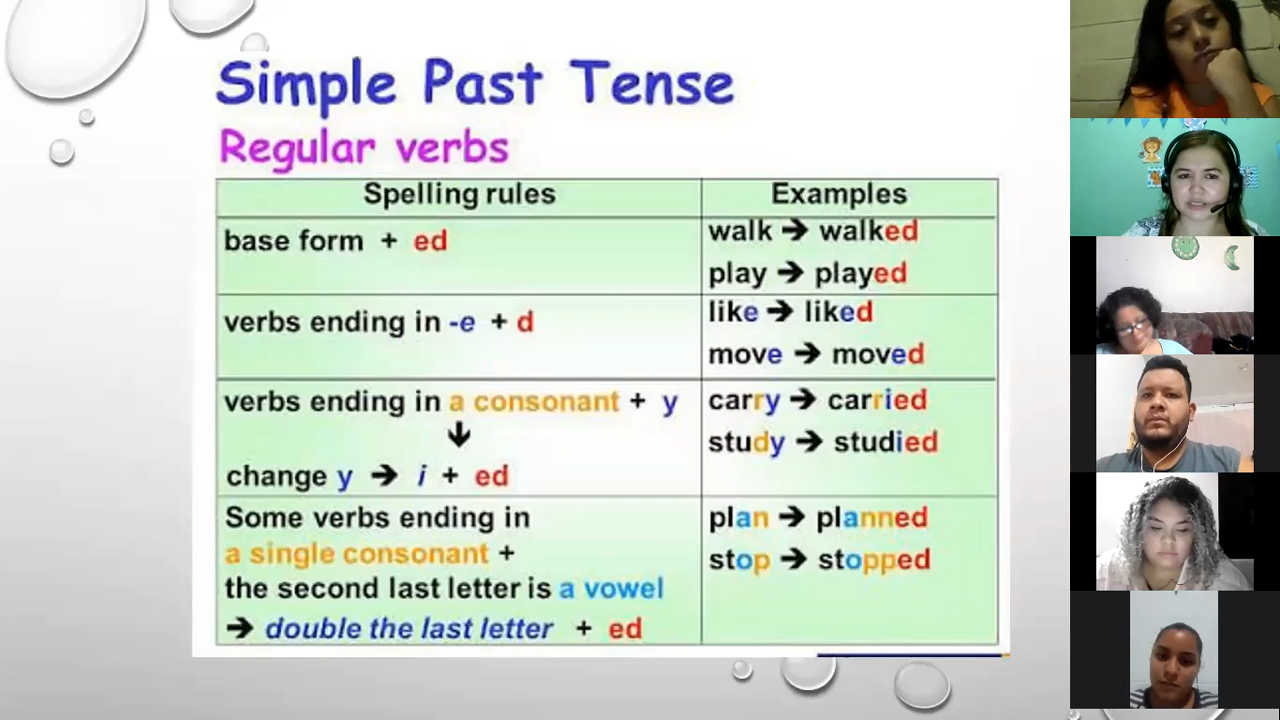 Simple Past Tense
Regular verbs
Spelling rules
Examples
base form + ed
walk ➔ walked
play ➔ played
verbs ending in -e + d
like ➔ liked
move ➔ moved
verbs ending in a consonant + y
🡳
change y ➔ i + ed
carry ➔ carried
study ➔ studied
Some verbs ending in
a single consonant +
the second last letter is a vowel
➔ double the last letter + ed
plan ➔ planned
stop ➔ stopped